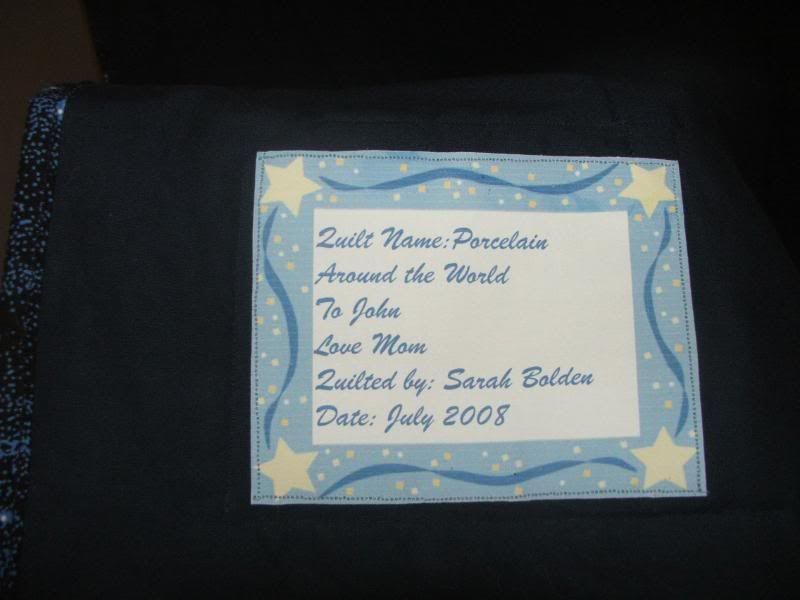 Quilt Name:Porcelain
Around the World
To John
Love Mom
Quilted by: Sarah Bolden
Date: July 2008